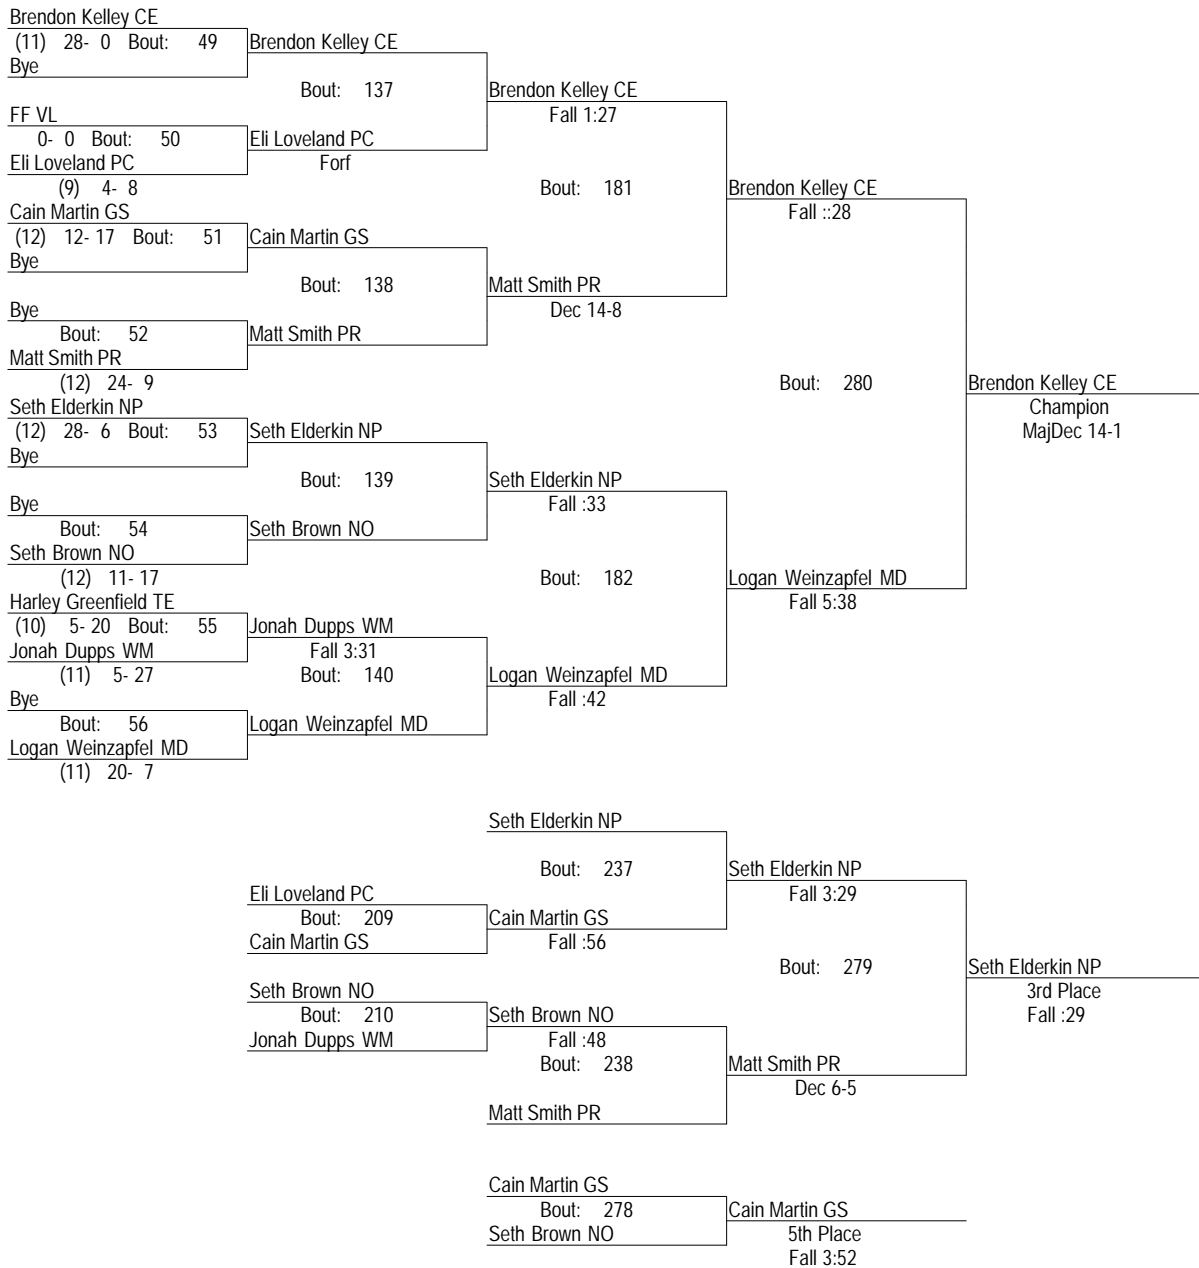 Brendon Kelley CE
(11) 28- 0 Bout: 49
Bye
Brendon Kelley CE
Bout: 137
FF VL
0- 0 Bout: 50
Eli Loveland PC
(9) 4- 8
Eli Loveland PC
Forf
Brendon Kelley CE
Fall 1:27
Bout: 181
Cain Martin GS
(12) 12- 17 Bout: 51
Bye
Cain Martin GS
Bout: 138
Bye
Bout: 52
Matt Smith PR
(12) 24- 9
Matt Smith PR
Matt Smith PR
Dec 14-8
Brendon Kelley CE
Fall ::28
Bout: 280
Seth Elderkin NP
(12) 28- 6 Bout: 53
Bye
Seth Elderkin NP
Bout: 139
Bye
Bout: 54
Seth Brown NO
(12) 11- 17
Seth Brown NO
Seth Elderkin NP
Fall :33
Bout: 182
Harley Greenfield TE
(10) 5- 20 Bout: 55
Jonah Dupps WM
(11) 5- 27
Jonah Dupps WM
Fall 3:31
Bout: 140
Bye
Bout: 56
Logan Weinzapfel MD
(11) 20- 7
Logan Weinzapfel MD
Logan Weinzapfel MD
Fall :42
Logan Weinzapfel MD
Fall 5:38
Brendon Kelley CE
Champion
MajDec 14-1
Seth Elderkin NP
Bout: 237
Eli Loveland PC
Bout: 209
Cain Martin GS
Cain Martin GS
Fall :56
Seth Elderkin NP
Fall 3:29
Bout: 279
Seth Brown NO
Bout: 210
Jonah Dupps WM
Seth Brown NO
Fall :48
Bout: 238
Matt Smith PR
Matt Smith PR
Dec 6-5
Seth Elderkin NP
3rd Place
Fall :29
Cain Martin GS
Bout: 278
Seth Brown NO
Cain Martin GS
5th Place
Fall 3:52